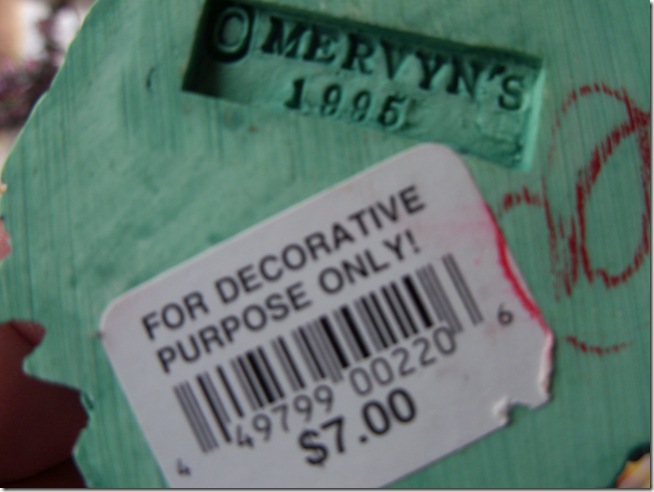 © MERVYN'S
1995
FOR DECORATIVE
PURPOSE ONLY!
4 49799 00220 6
$7.00